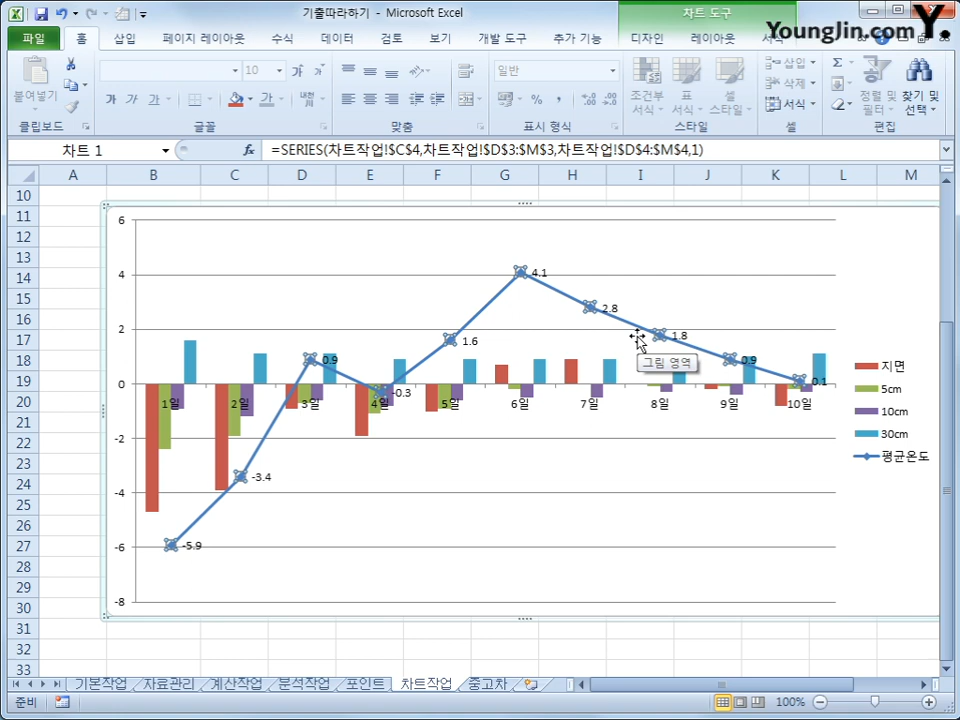 기출따라하기 - Microsoft Excel
차트 도구
Younglin.com
Y.
파일 홈 삽입 페이지 레이아웃 수식 데이터 검토 보기 개발 도구 추가 기능 디자인 레이아웃
붙여넣기
10
가 가 가
일반
삽입
삭제
서식
조건부 서식
표 서식
셀 스타일
정렬 및 필터
찾기 및 선택
클립보드 글꼴 맞춤 표시 형식 스타일 셀 편집
차트 1 fx =SERIES(차트작업!$C$4,차트작업!$D$3:$M$3,차트작업!$D$4:$M$4,1)
A B C D E F G H I J K L M
10
11
12
13
14
15
16
17
18
19
20
21
22
23
24
25
26
27
28
29
30
31
32
33
6
4
2
0
-2
-4
-6
-8
-5.9 -3.4 0.9 -0.3 1.6 4.1 2.8 1.8 0.9 0.1
1일 2일 3일 4일 5일 6일 7일 8일 9일 10일
그림 영역
지면
5cm
10cm
30cm
평균온도
기본작업 자료관리 계산작업 분석작업 포인트 차트작업 중고차
준비 100%